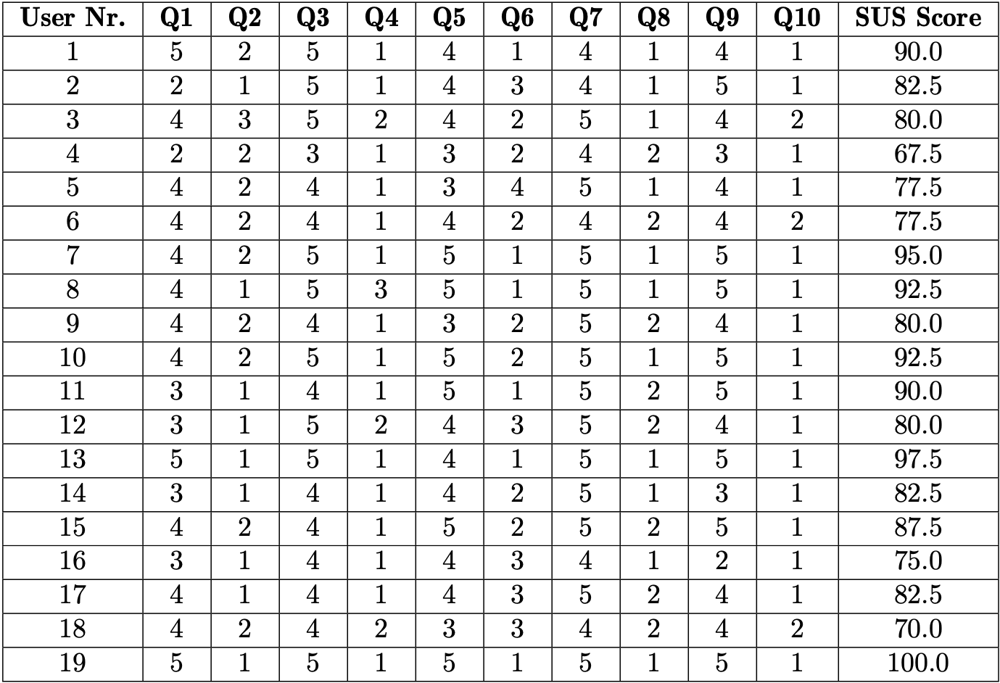 User Nr. Q1 Q2 Q3 Q4 Q5 Q6 Q7 Q8 Q9 Q10 SUS Score
1 5 2 5 1 4 1 4 1 4 1 90.0
2 2 1 5 1 4 3 4 1 5 1 82.5
3 4 3 5 2 4 2 5 1 4 2 80.0
4 2 2 3 1 3 2 4 2 3 1 67.5
5 4 2 4 1 3 4 5 1 4 1 77.5
6 4 2 4 1 4 2 4 2 4 2 77.5
7 4 2 5 1 5 1 5 1 5 1 95.0
8 4 1 5 3 5 1 5 1 5 1 92.5
9 4 2 4 1 3 2 5 2 4 1 80.0
10 4 2 5 1 5 2 5 1 5 1 92.5
11 3 1 4 1 5 1 5 2 5 1 90.0
12 3 1 5 2 4 3 5 2 4 1 80.0
13 5 1 5 1 4 1 5 1 5 1 97.5
14 3 1 4 1 4 2 5 1 3 1 82.5
15 4 2 4 1 5 2 5 2 5 1 87.5
16 3 1 4 1 4 3 4 1 2 1 75.0
17 4 1 4 1 4 3 5 2 4 1 82.5
18 4 2 4 2 3 3 4 2 4 2 70.0
19 5 1 5 1 5 1 5 1 5 1 100.0